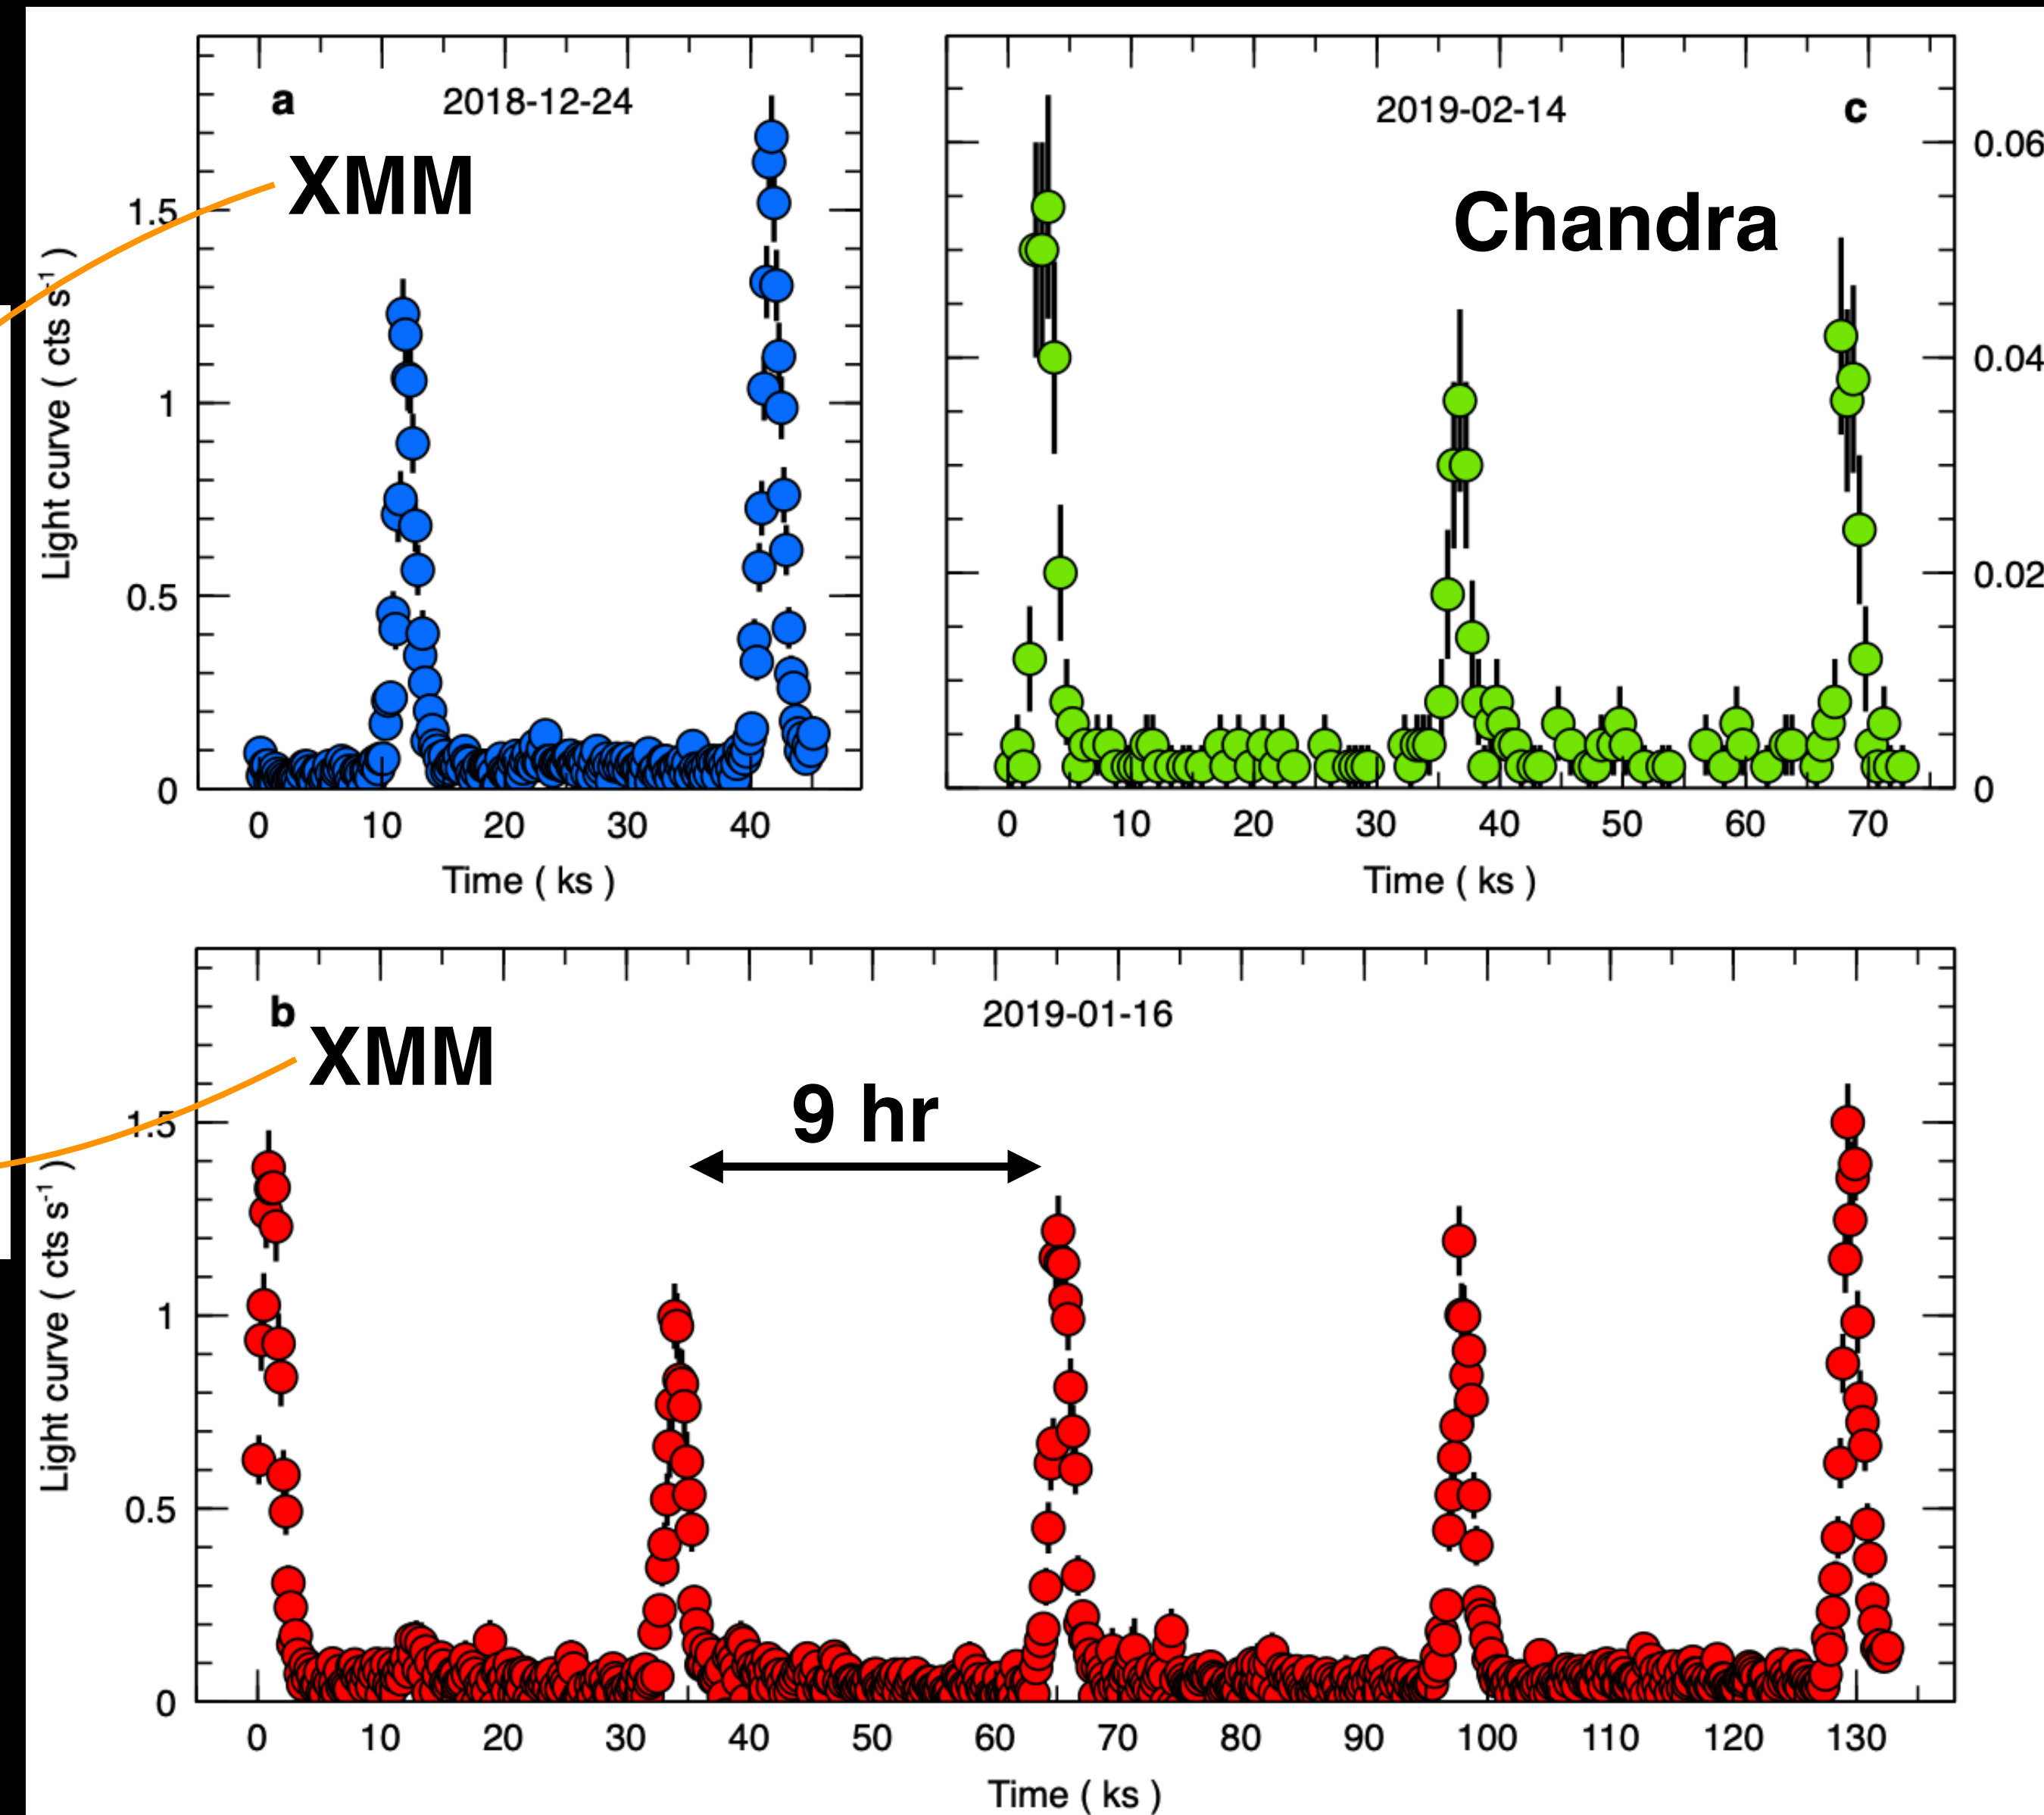 a
2018-12-24
XMM
1.5
1
0.5
0
Light curve ( cts s⁻¹ )
0 10 20 30 40
Time ( ks )
2019-02-14
c
Chandra
0.06
0.04
0.02
0
0 10 20 30 40 50 60 70
Time ( ks )
b
2019-01-16
XMM
9 hr
1.5
1
0.5
0
Light curve ( cts s⁻¹ )
0 10 20 30 40 50 60 70 80 90 100 110 120 130
Time ( ks )